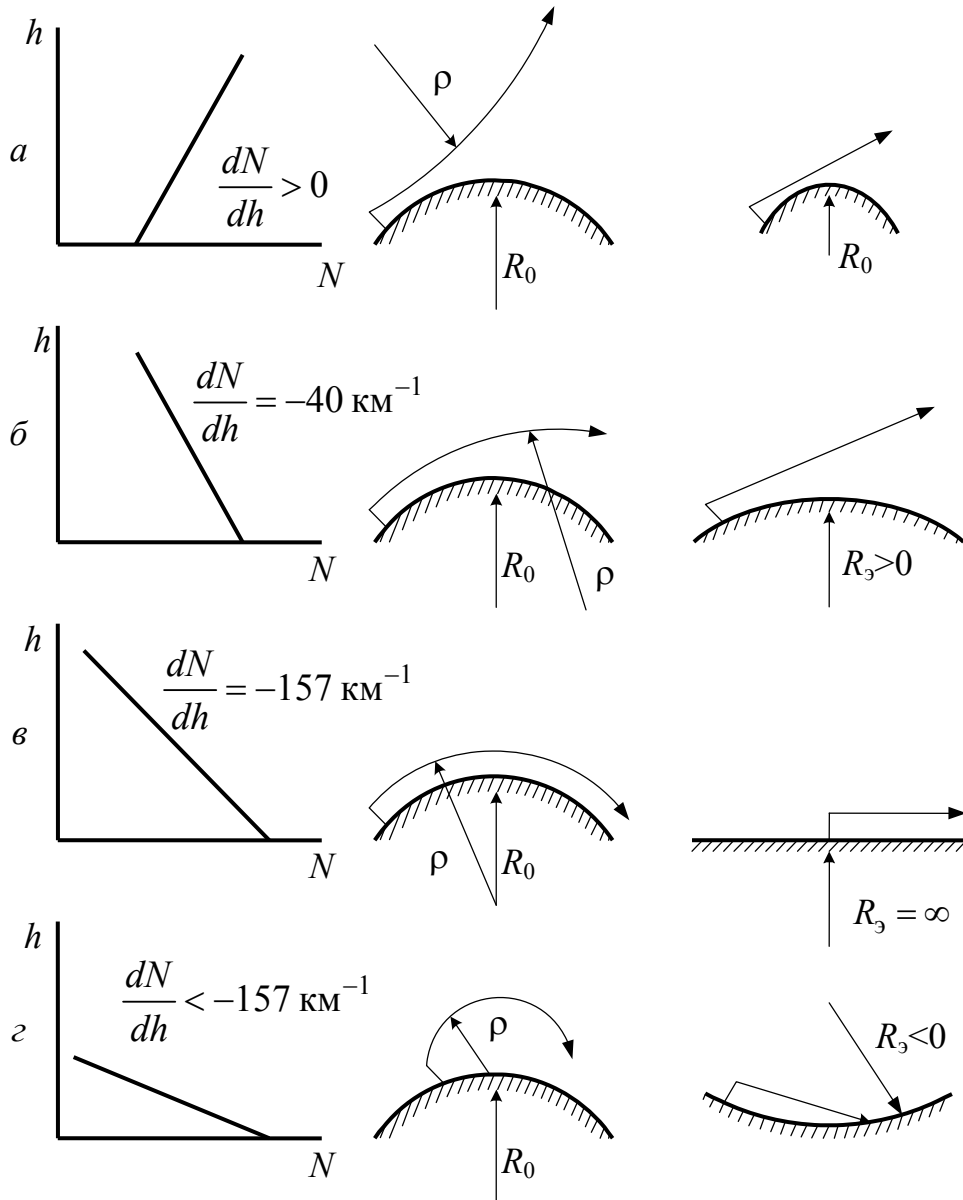 h
а
dN/dh > 0
N
ρ
R₀
R₀
h
б
dN/dh = −40 км⁻¹
N
R₀
ρ
Rэ>0
h
в
dN/dh = −157 км⁻¹
N
ρ
R₀
Rэ = ∞
h
г
dN/dh < −157 км⁻¹
N
ρ
R₀
Rэ<0